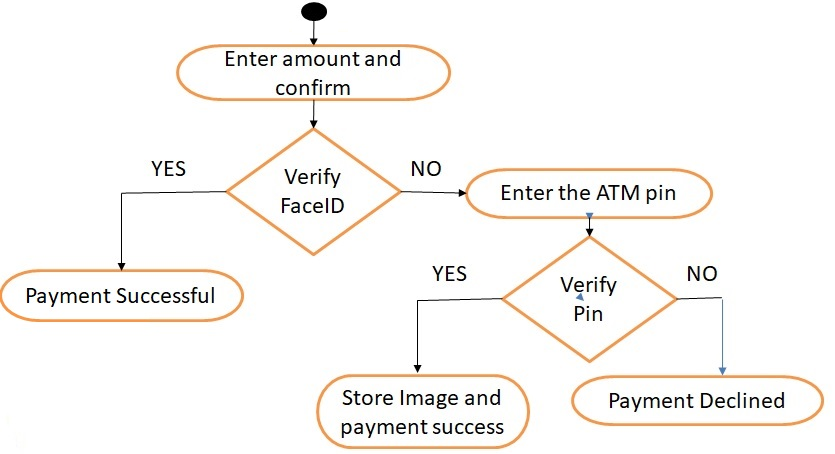 Enter amount and
confirm
YES
Verify
FaceID
NO
Enter the ATM pin
Payment Successful
YES
Verify
Pin
NO
Store Image and
payment success
Payment Declined